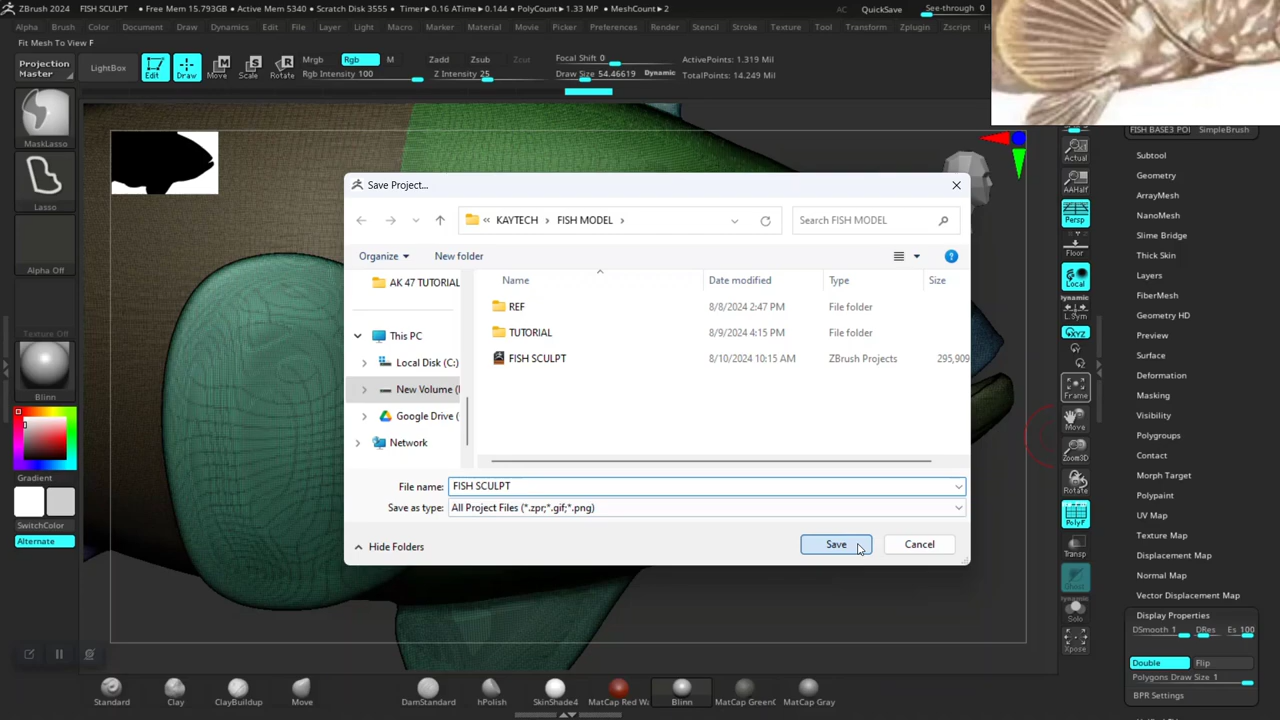 ZBrush 2024 FISH SCULPT • Free Mem 15.793GB • Active Mem 5340 • Scratch Disk 3555 • Timer▸0.16 ATime▸0.144 • PolyCount▸1.33 MP • MeshCount▸2 AC QuickSave See-through 0
Alpha Brush Color Document Draw Dynamics Edit File Layer Light Macro Marker Material Movie Picker Preferences Render Stencil Stroke Texture Tool Transform Zplugin Zscript
Fit Mesh To View F
Projection Master
LightBox
Edit Draw Move Scale Rotate
Mrgb Rgb M
Rgb Intensity 100
Zadd Zsub Zcut
Z Intensity 25
Focal Shift 0
Draw Size 54.46619 Dynamic
ActivePoints: 1.319 Mil
TotalPoints: 14.249 Mil
MaskLasso
Lasso
Alpha Off
Texture Off
Blinn
Gradient
SwitchColor
Alternate
Save Project...
KAYTECH › FISH MODEL ›
Search FISH MODEL
Organize
New folder
AK 47 TUTORIAL
This PC
Local Disk (C:)
New Volume (
Google Drive (
Network
Name Date modified Type Size
REF 8/8/2024 2:47 PM File folder
TUTORIAL 8/9/2024 4:15 PM File folder
FISH SCULPT 8/10/2024 10:15 AM ZBrush Projects 295,909
File name: FISH SCULPT
Save as type: All Project Files (*.zpr;*.gif;*.png)
Hide Folders
Save
Cancel
Actual
AAHalf
Persp
Floor
Local
Dynamic
L.Sym
XYZ
Frame
Move
Zoom3D
Rotate
PolyF
Transp
Ghost
Dynamic
Solo
Xpose
FISH BASE3 POI SimpleBrush
Subtool
Geometry
ArrayMesh
NanoMesh
Slime Bridge
Thick Skin
Layers
FiberMesh
Geometry HD
Preview
Surface
Deformation
Masking
Visibility
Polygroups
Contact
Morph Target
Polypaint
UV Map
Texture Map
Displacement Map
Normal Map
Vector Displacement Map
Display Properties
DSmooth 1 DRes Es 100
Double Flip
Polygons Draw Size 1
BPR Settings
Standard Clay ClayBuildup Move DamStandard hPolish SkinShade4 MatCap Red Wa Blinn MatCap GreenC MatCap Gray